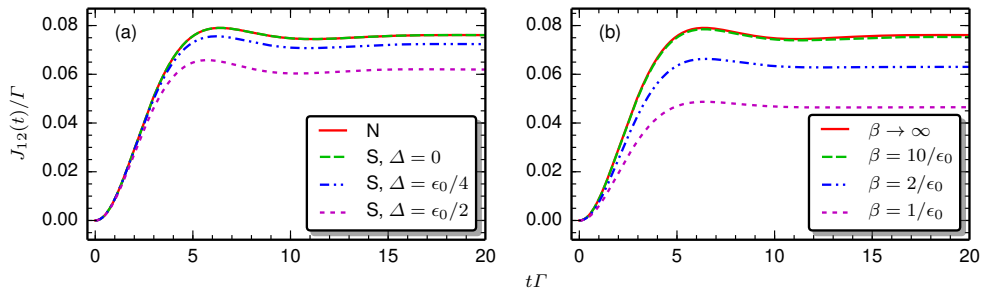 (a)
(b)
J₁₂(t)/Γ
0.08
0.06
0.04
0.02
0.00
0 5 10 15 20
N
S, Δ = 0
S, Δ = ϵ₀/4
S, Δ = ϵ₀/2
0.08
0.06
0.04
0.02
0.00
0 5 10 15 20
β → ∞
β = 10/ϵ₀
β = 2/ϵ₀
β = 1/ϵ₀
tΓ